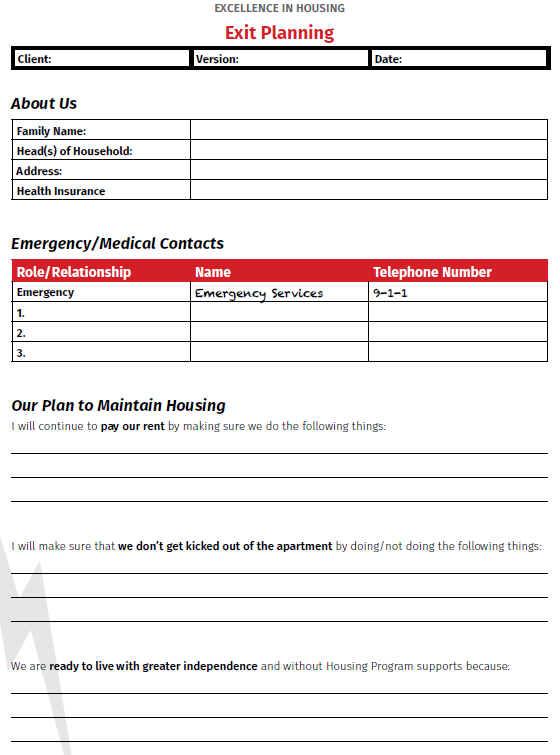 EXCELLENCE IN HOUSING
Exit Planning
Client: Version: Date:
About Us
Family Name:
Head(s) of Household:
Address:
Health Insurance
Emergency/Medical Contacts
Role/Relationship Name Telephone Number
Emergency Emergency Services 9-1-1
1.
2.
3.
Our Plan to Maintain Housing
I will continue to pay our rent by making sure we do the following things:
I will make sure that we don't get kicked out of the apartment by doing/not doing the following things:
We are ready to live with greater independence and without Housing Program supports because: